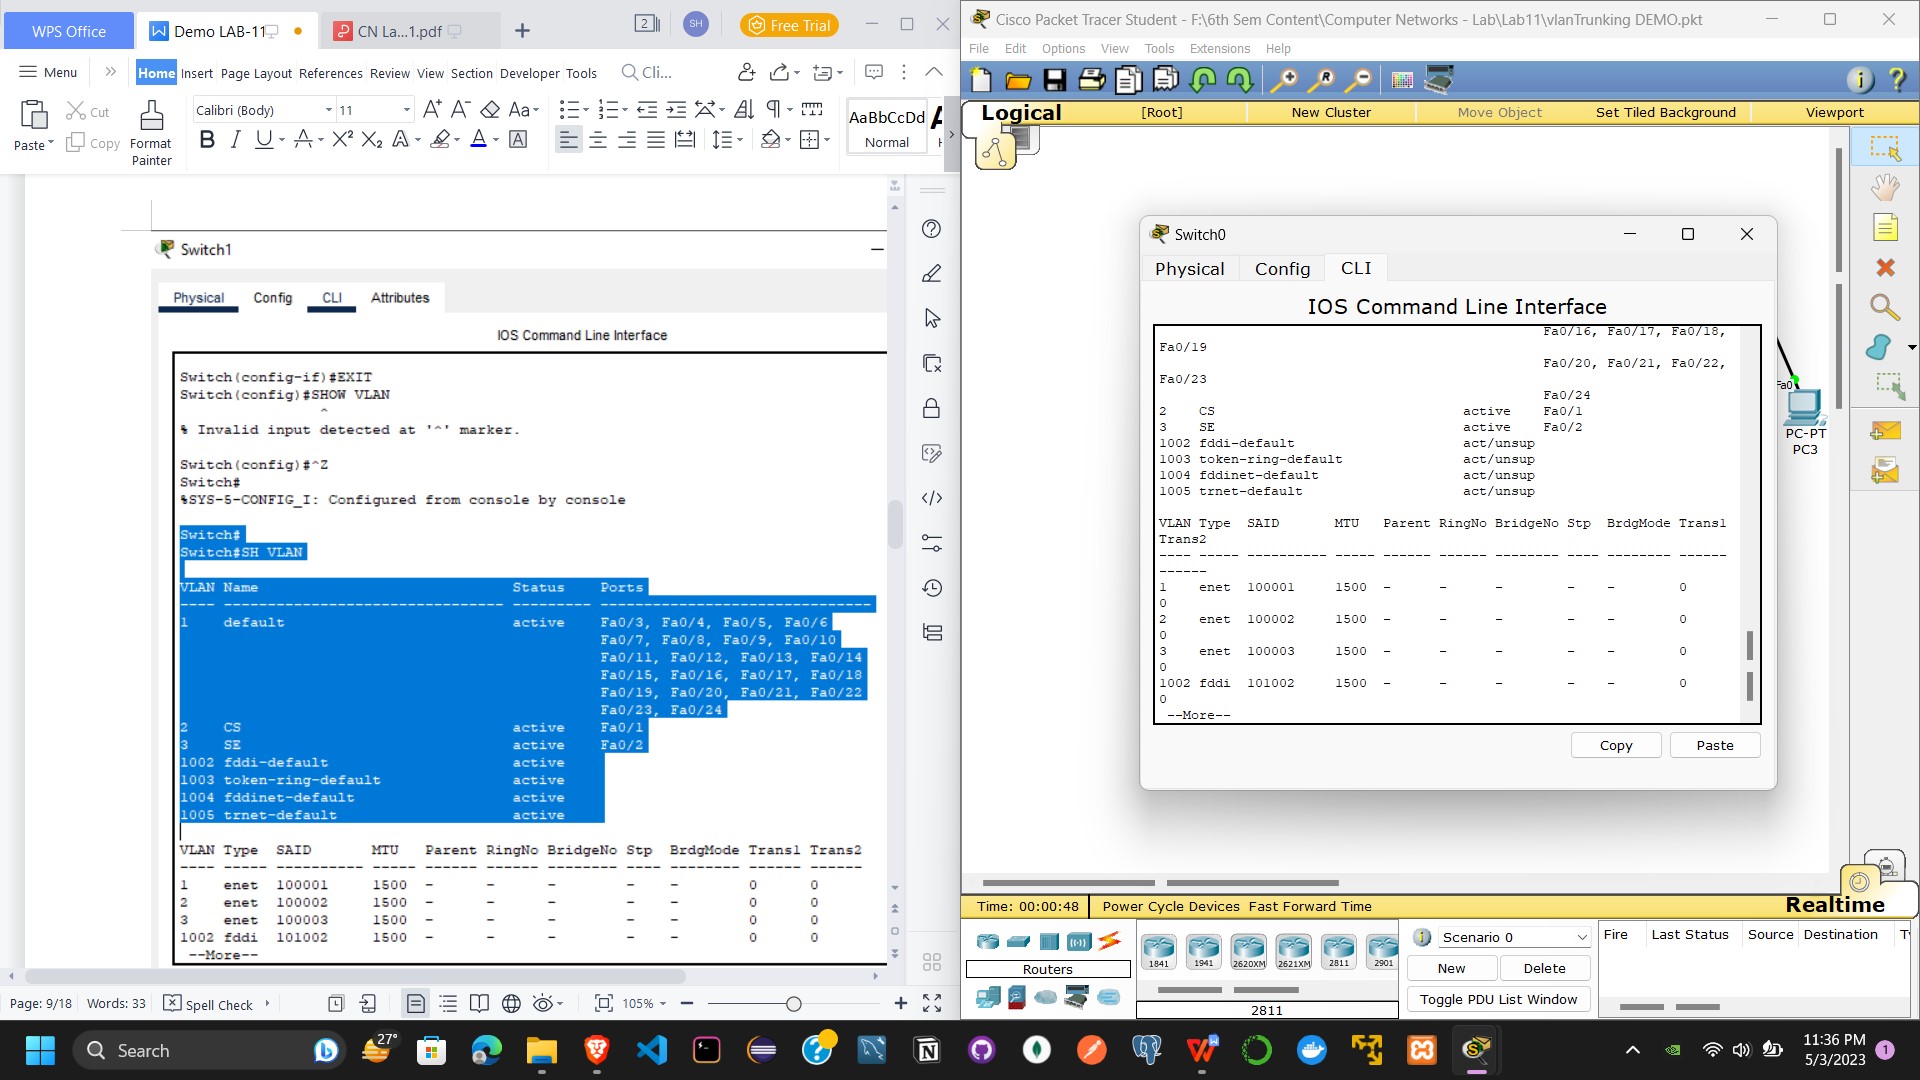 WPS Office
Demo LAB-11
CN La...1.pdf
2
SH
Free Trial
Menu
Home
Insert
Page Layout
References
Review
View
Section
Developer
Tools
Cli...
Paste
Cut
Copy
Format
Painter
Calibri (Body)
11
AaBbCcDd
Normal
Switch1
Physical
Config
CLI
Attributes
IOS Command Line Interface
Switch(config-if)#EXIT
Switch(config)#SHOW VLAN
^
% Invalid input detected at '^' marker.
Switch(config)#^Z
Switch#
%SYS-5-CONFIG_I: Configured from console by console
Switch#
Switch#SH VLAN
VLAN Name Status Ports
---- -------------------------------- --------- -------------------------------
1 default active Fa0/3, Fa0/4, Fa0/5, Fa0/6
Fa0/7, Fa0/8, Fa0/9, Fa0/10
Fa0/11, Fa0/12, Fa0/13, Fa0/14
Fa0/15, Fa0/16, Fa0/17, Fa0/18
Fa0/19, Fa0/20, Fa0/21, Fa0/22
Fa0/23, Fa0/24
2 CS active Fa0/1
3 SE active Fa0/2
1002 fddi-default active
1003 token-ring-default active
1004 fddinet-default active
1005 trnet-default active
VLAN Type SAID MTU Parent RingNo BridgeNo Stp BrdgMode Trans1 Trans2
---- ----- ---------- ----- ------ ------ -------- ---- -------- ------ ------
1 enet 100001 1500 - - - - - 0 0
2 enet 100002 1500 - - - - - 0 0
3 enet 100003 1500 - - - - - 0 0
1002 fddi 101002 1500 - - - - - 0 0
--More--
Page: 9/18
Words: 33
Spell Check
105%
Cisco Packet Tracer Student - F:\6th Sem Content\Computer Networks - Lab\Lab11\vlanTrunking DEMO.pkt
File
Edit
Options
View
Tools
Extensions
Help
Logical
[Root]
New Cluster
Move Object
Set Tiled Background
Viewport
Switch0
Physical
Config
CLI
IOS Command Line Interface
Fa0/16, Fa0/17, Fa0/18,
Fa0/19
Fa0/20, Fa0/21, Fa0/22,
Fa0/23
Fa0/24
2 CS active Fa0/1
3 SE active Fa0/2
1002 fddi-default act/unsup
1003 token-ring-default act/unsup
1004 fddinet-default act/unsup
1005 trnet-default act/unsup
VLAN Type SAID MTU Parent RingNo BridgeNo Stp BrdgMode Trans1
Trans2
---- ----- ---------- ----- ------ ------ -------- ---- -------- ------
------
1 enet 100001 1500 - - - - - 0
0
2 enet 100002 1500 - - - - - 0
0
3 enet 100003 1500 - - - - - 0
0
1002 fddi 101002 1500 - - - - - 0
0
--More--
Copy
Paste
Fa0
PC-PT
PC3
Time: 00:00:48
Power Cycle Devices
Fast Forward Time
Realtime
Routers
1841
1941
2620XM
2621XM
2811
2901
2811
Scenario 0
New
Delete
Toggle PDU List Window
Fire
Last Status
Source
Destination
Search
27°
11:36 PM
5/3/2023
1